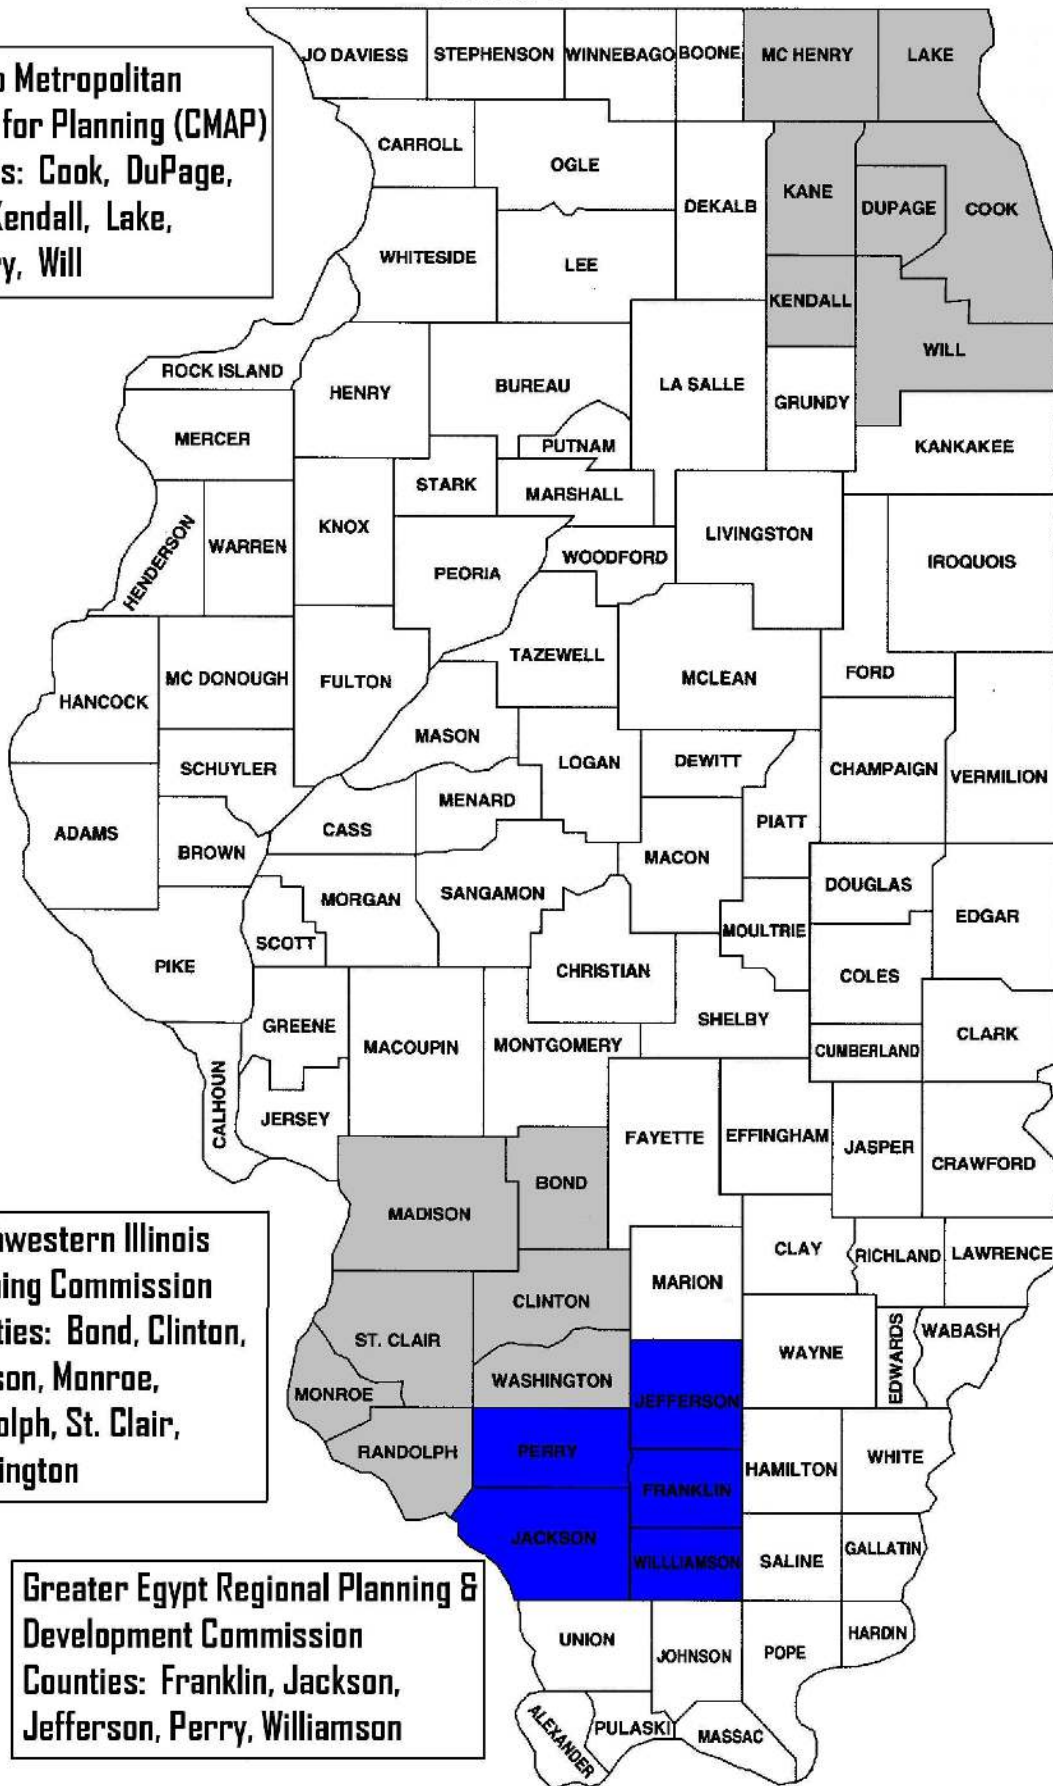 JO DAVIESS
STEPHENSON
WINNEBAGO
BOONE
MC HENRY
LAKE
Metropolitan
for Planning (CMAP)
s: Cook, DuPage,
Kendall, Lake,
y, Will
CARROLL
OGLE
DEKALB
KANE
DUPAGE
COOK
WHITESIDE
LEE
KENDALL
ROCK ISLAND
HENRY
BUREAU
LA SALLE
GRUNDY
WILL
MERCER
PUTNAM
KANKAKEE
STARK
MARSHALL
HENDERSON
WARREN
KNOX
PEORIA
WOODFORD
LIVINGSTON
IROQUOIS
HANCOCK
MC DONOUGH
FULTON
TAZEWELL
MCLEAN
FORD
MASON
SCHUYLER
LOGAN
DEWITT
CHAMPAIGN
VERMILION
ADAMS
BROWN
CASS
MENARD
MACON
PIATT
DOUGLAS
EDGAR
MORGAN
SANGAMON
SCOTT
PIKE
CHRISTIAN
MOULTRIE
COLES
GREENE
MACOUPIN
MONTGOMERY
SHELBY
CUMBERLAND
CLARK
CALHOUN
JERSEY
FAYETTE
EFFINGHAM
JASPER
CRAWFORD
BOND
MADISON
hwestern Illinois
ning Commission
ties: Bond, Clinton,
son, Monroe,
olph, St. Clair,
ington
CLAY
RICHLAND
LAWRENCE
MARION
CLINTON
ST. CLAIR
WASHINGTON
MONROE
RANDOLPH
WAYNE
EDWARDS
WABASH
JEFFERSON
PERRY
FRANKLIN
HAMILTON
WHITE
JACKSON
WILLLIAMSON
SALINE
GALLATIN
Greater Egypt Regional Planning &
Development Commission
Counties: Franklin, Jackson,
Jefferson, Perry, Williamson
UNION
JOHNSON
POPE
HARDIN
ALEXANDER
PULASKI
MASSAC